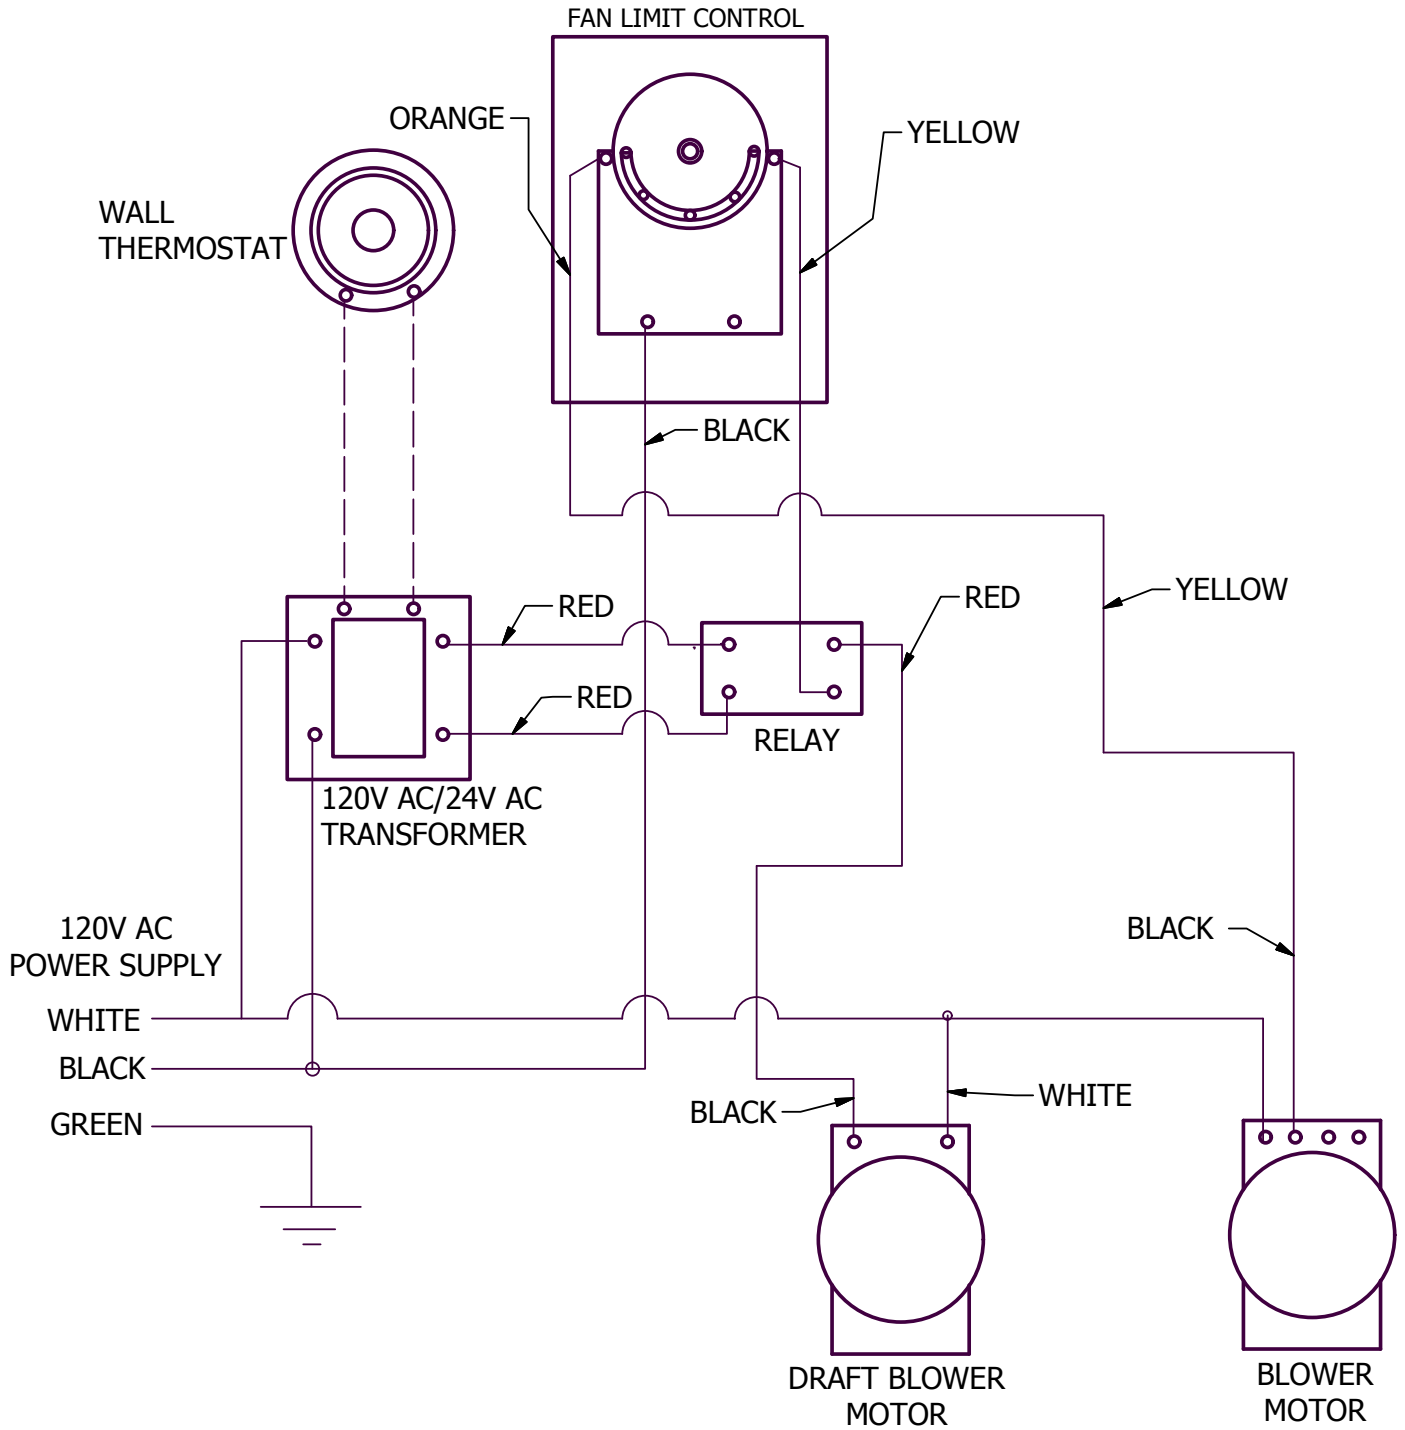 FAN LIMIT CONTROL
ORANGE
YELLOW
WALL
THERMOSTAT
BLACK
RED
RED
YELLOW
RED
RELAY
120V AC/24V AC
TRANSFORMER
120V AC
POWER SUPPLY
BLACK
WHITE
BLACK
GREEN
BLACK
WHITE
DRAFT BLOWER
MOTOR
BLOWER
MOTOR